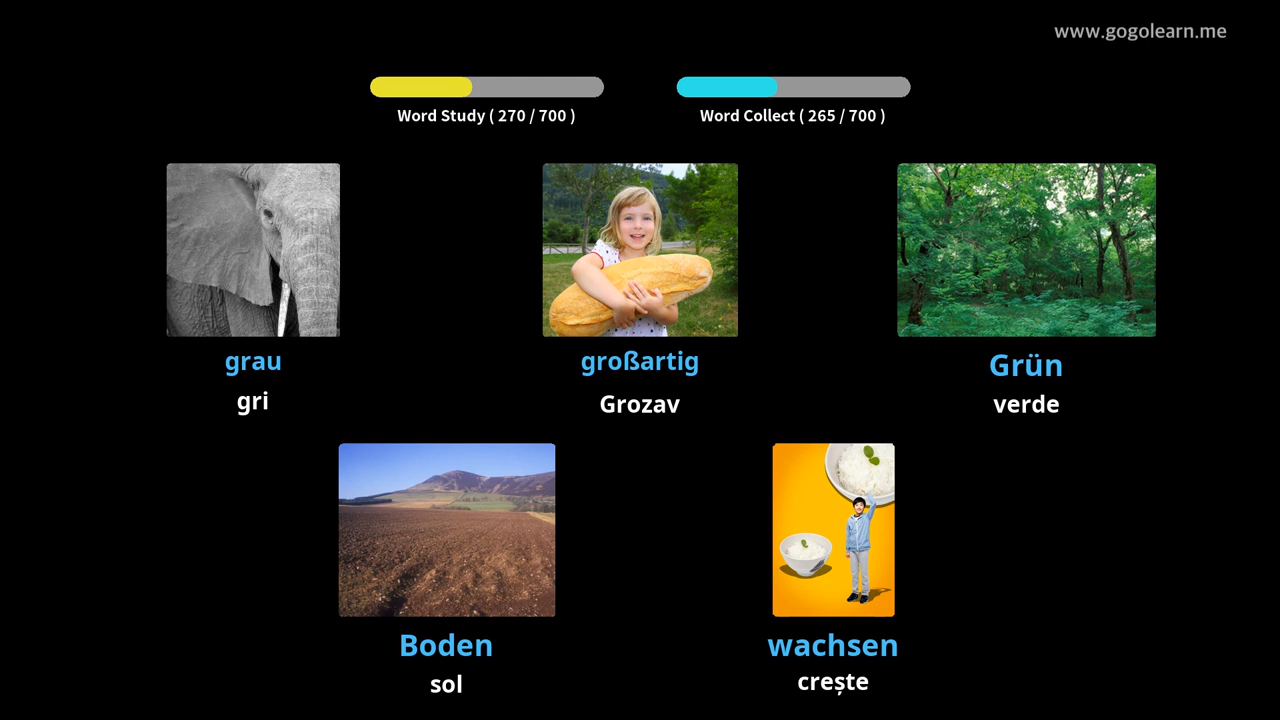 www.gogolearn.me
Word Study ( 270 / 700 )
Word Collect ( 265 / 700 )
grau
gri
großartig
Grozav
Grün
verde
Boden
sol
wachsen
crește